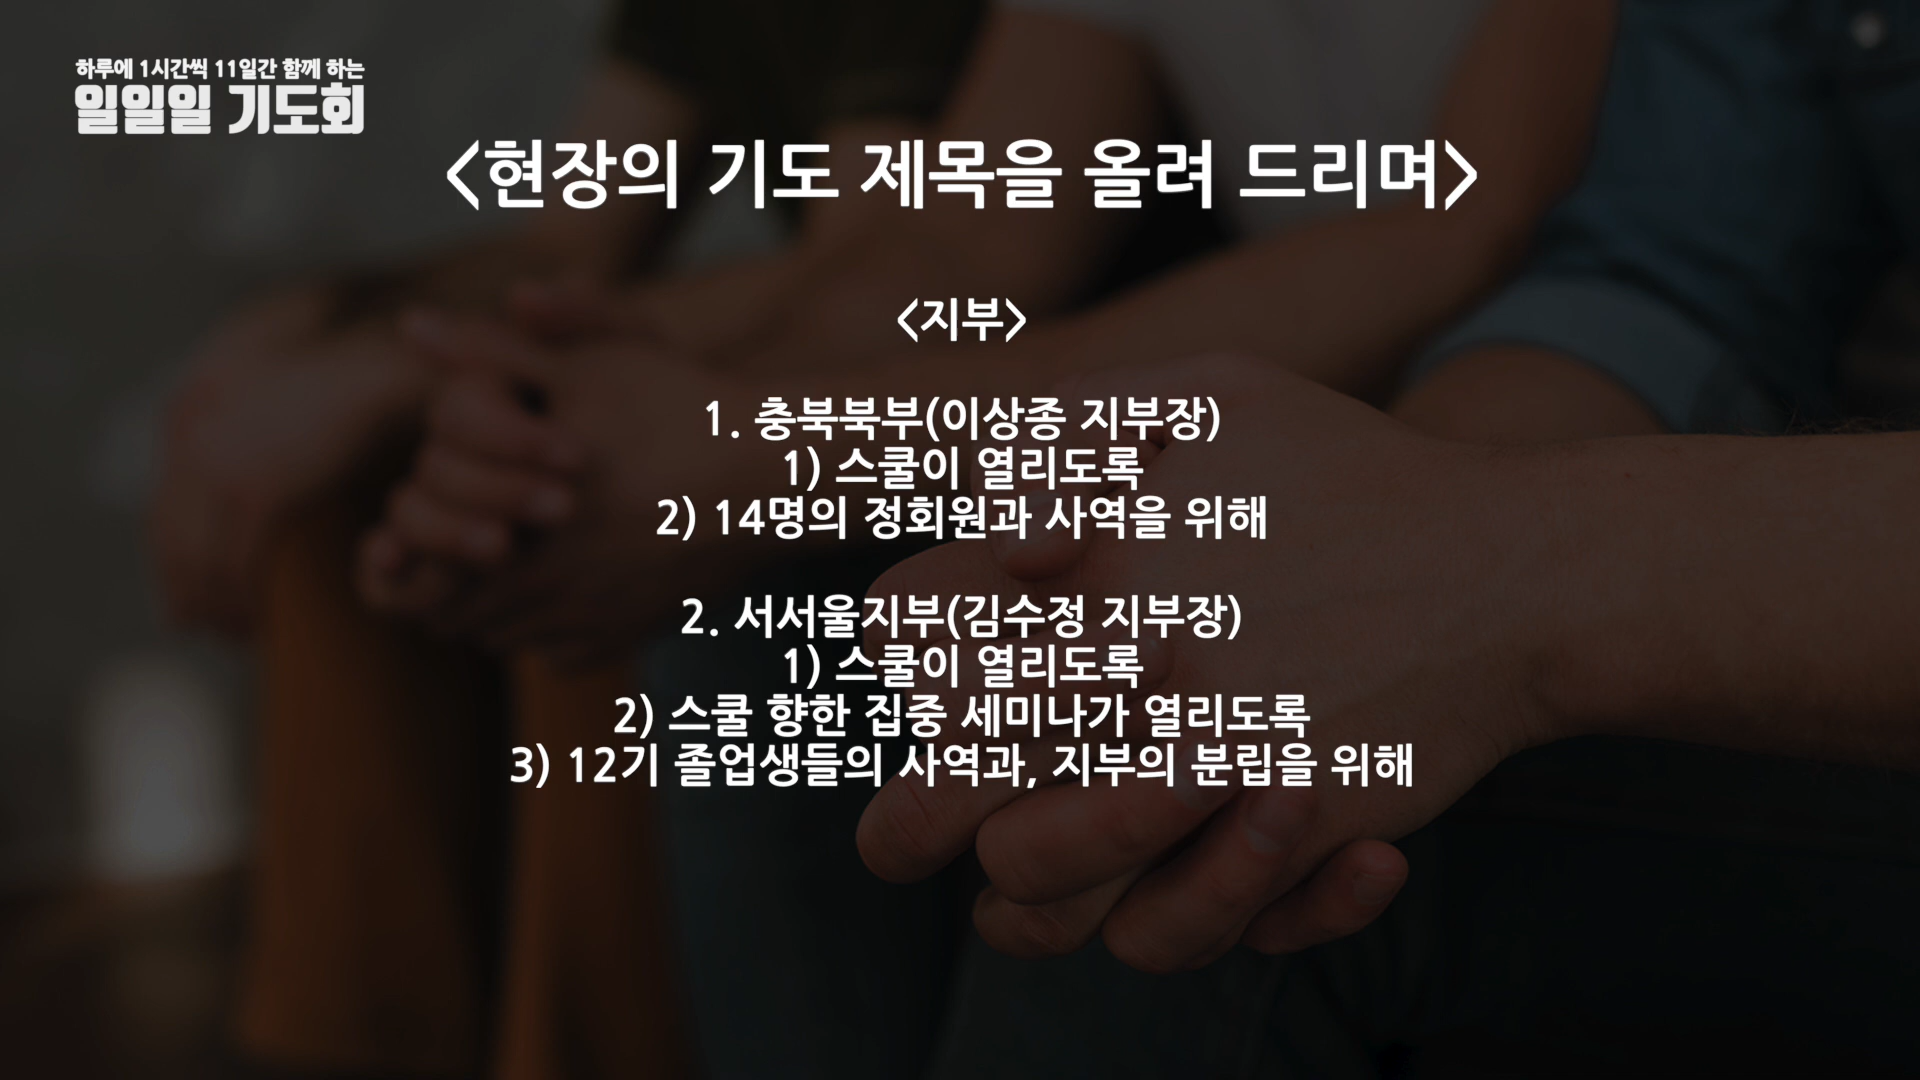 하루에 1시간씩 11일간 함께 하는
일일일 기도회
<현장의 기도 제목을 올려 드리며>
<지부>
1. 충북북부(이상종 지부장)
1) 스쿨이 열리도록
2) 14명의 정회원과 사역을 위해
2. 서서울지부(김수정 지부장)
1) 스쿨이 열리도록
2) 스쿨 향한 집중 세미나가 열리도록
3) 12기 졸업생들의 사역과, 지부의 분립을 위해